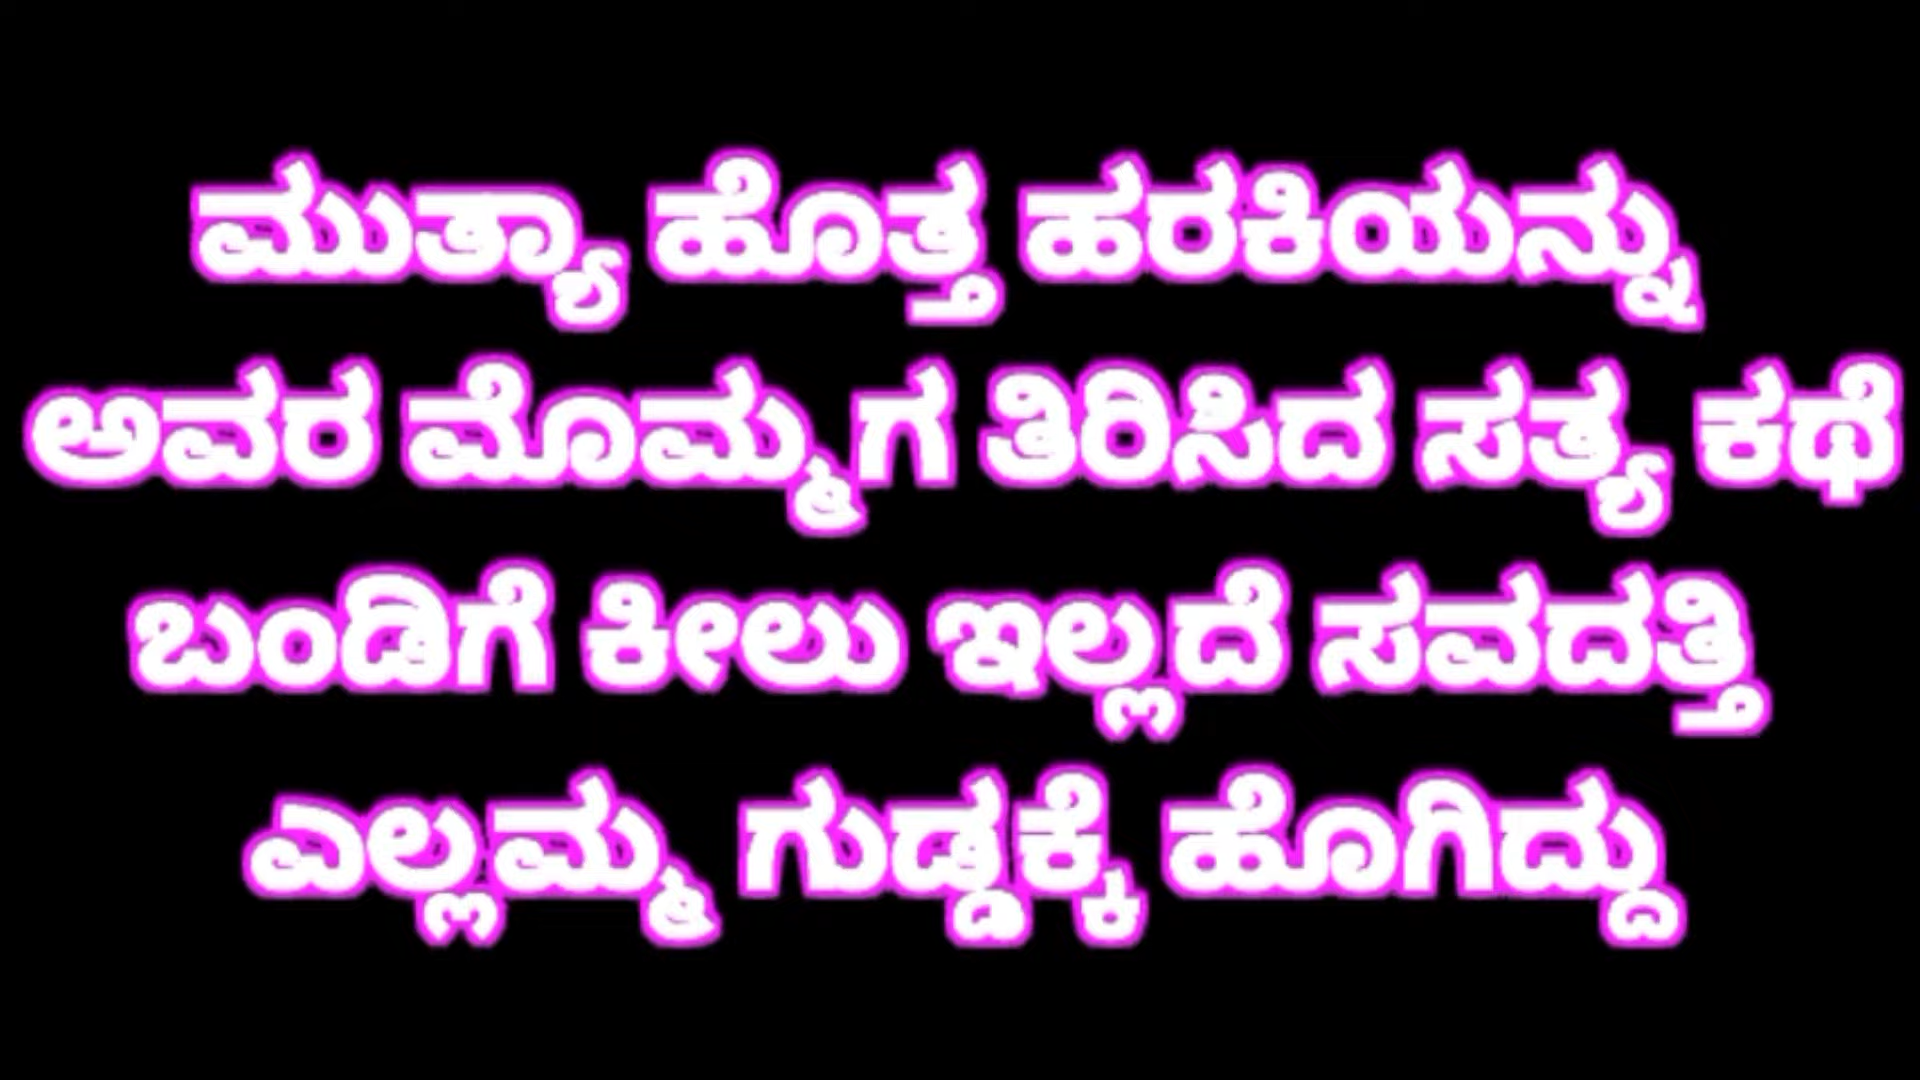 ಮುತ್ಯಾ ಹೊತ್ತ ಹರಕಿಯನ್ನು
ಅವರ ಮೊಮ್ಮಗ ತಿರಿಸಿದ ಸತ್ಯ ಕಥೆ
ಬಂಡಿಗೆ ಕೀಲು ಇಲ್ಲದೆ ಸವದತ್ತಿ
ಎಲ್ಲಮ್ಮ ಗುಡ್ಡಕ್ಕೆ ಹೊಗಿದ್ದು